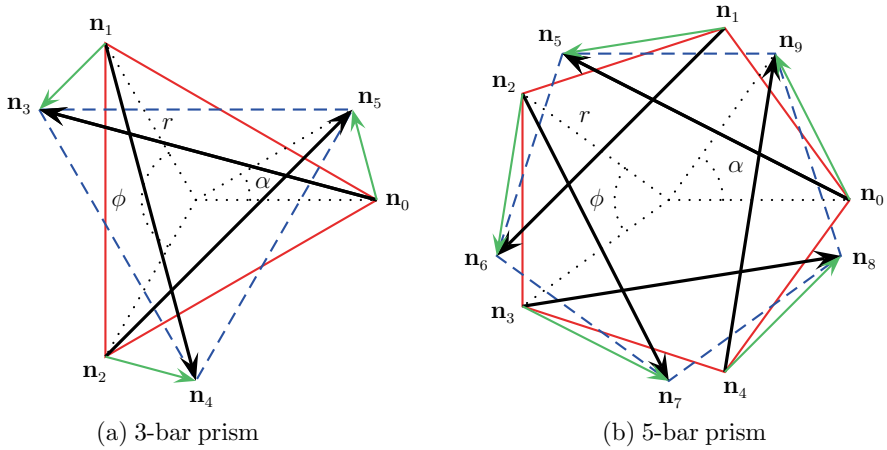 n₁
n₃
n₅
r
ϕ
α
n₀
n₂
n₄
(a) 3-bar prism
n₁
n₅
n₉
n₂
r
α
ϕ
n₀
n₆
n₈
n₃
n₇
n₄
(b) 5-bar prism